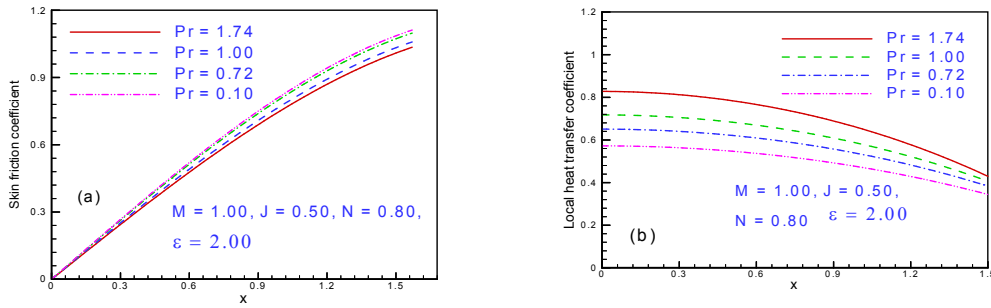 1.2
0.9
0.6
0.3
0
Skin friction coefficient
Pr = 1.74
Pr = 1.00
Pr = 0.72
Pr = 0.10
(a)
M = 1.00, J = 0.50, N = 0.80,
ε = 2.00
0 0.3 0.6 0.9 1.2 1.5
x
1.2
1
0.8
0.6
0.4
0.2
0
Local heat transfer coefficient
Pr = 1.74
Pr = 1.00
Pr = 0.72
Pr = 0.10
M = 1.00, J = 0.50,
N = 0.80 ε = 2.00
(b)
0 0.3 0.6 0.9 1.2 1.5
x